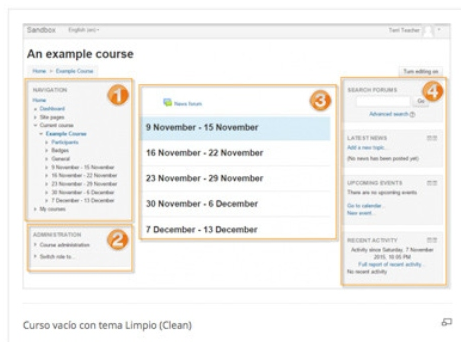 Sandbox English (en)
Terri Teacher
An example course
Home Example Course
Turn editing on
NAVIGATION
1
Home
Dashboard
Site pages
Current course
Example Course
Participants
Badges
General
9 November - 15 November
16 November - 22 November
23 November - 29 November
30 November - 6 December
7 December - 13 December
My courses
ADMINISTRATION
2
Course administration
Switch role to...
3
News forum
9 November - 15 November
16 November - 22 November
23 November - 29 November
30 November - 6 December
7 December - 13 December
SEARCH FORUMS
4
Go
Advanced search
LATEST NEWS
Add a new topic...
(No news has been posted yet)
UPCOMING EVENTS
There are no upcoming events
Go to calendar...
New event...
RECENT ACTIVITY
Activity since Saturday, 7 November
2015, 10:05 PM
Full report of recent activity...
No recent activity
Curso vacío con tema Limpio (Clean)